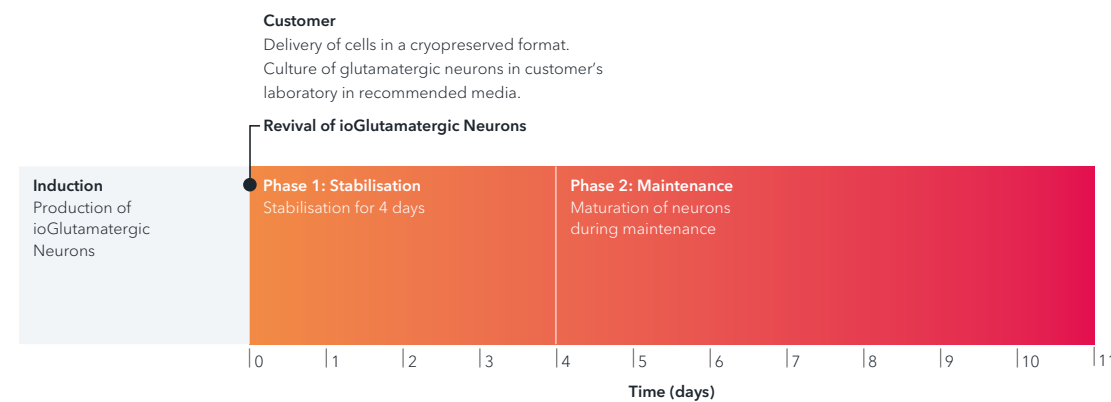 Customer
Delivery of cells in a cryopreserved format.
Culture of glutamatergic neurons in customer’s
laboratory in recommended media.
Revival of ioGlutamatergic Neurons
Induction
Production of
ioGlutamatergic
Neurons
Phase 1: Stabilisation
Stabilisation for 4 days
Phase 2: Maintenance
Maturation of neurons
during maintenance
0 1 2 3 4 5 6 7 8 9 10 11
Time (days)